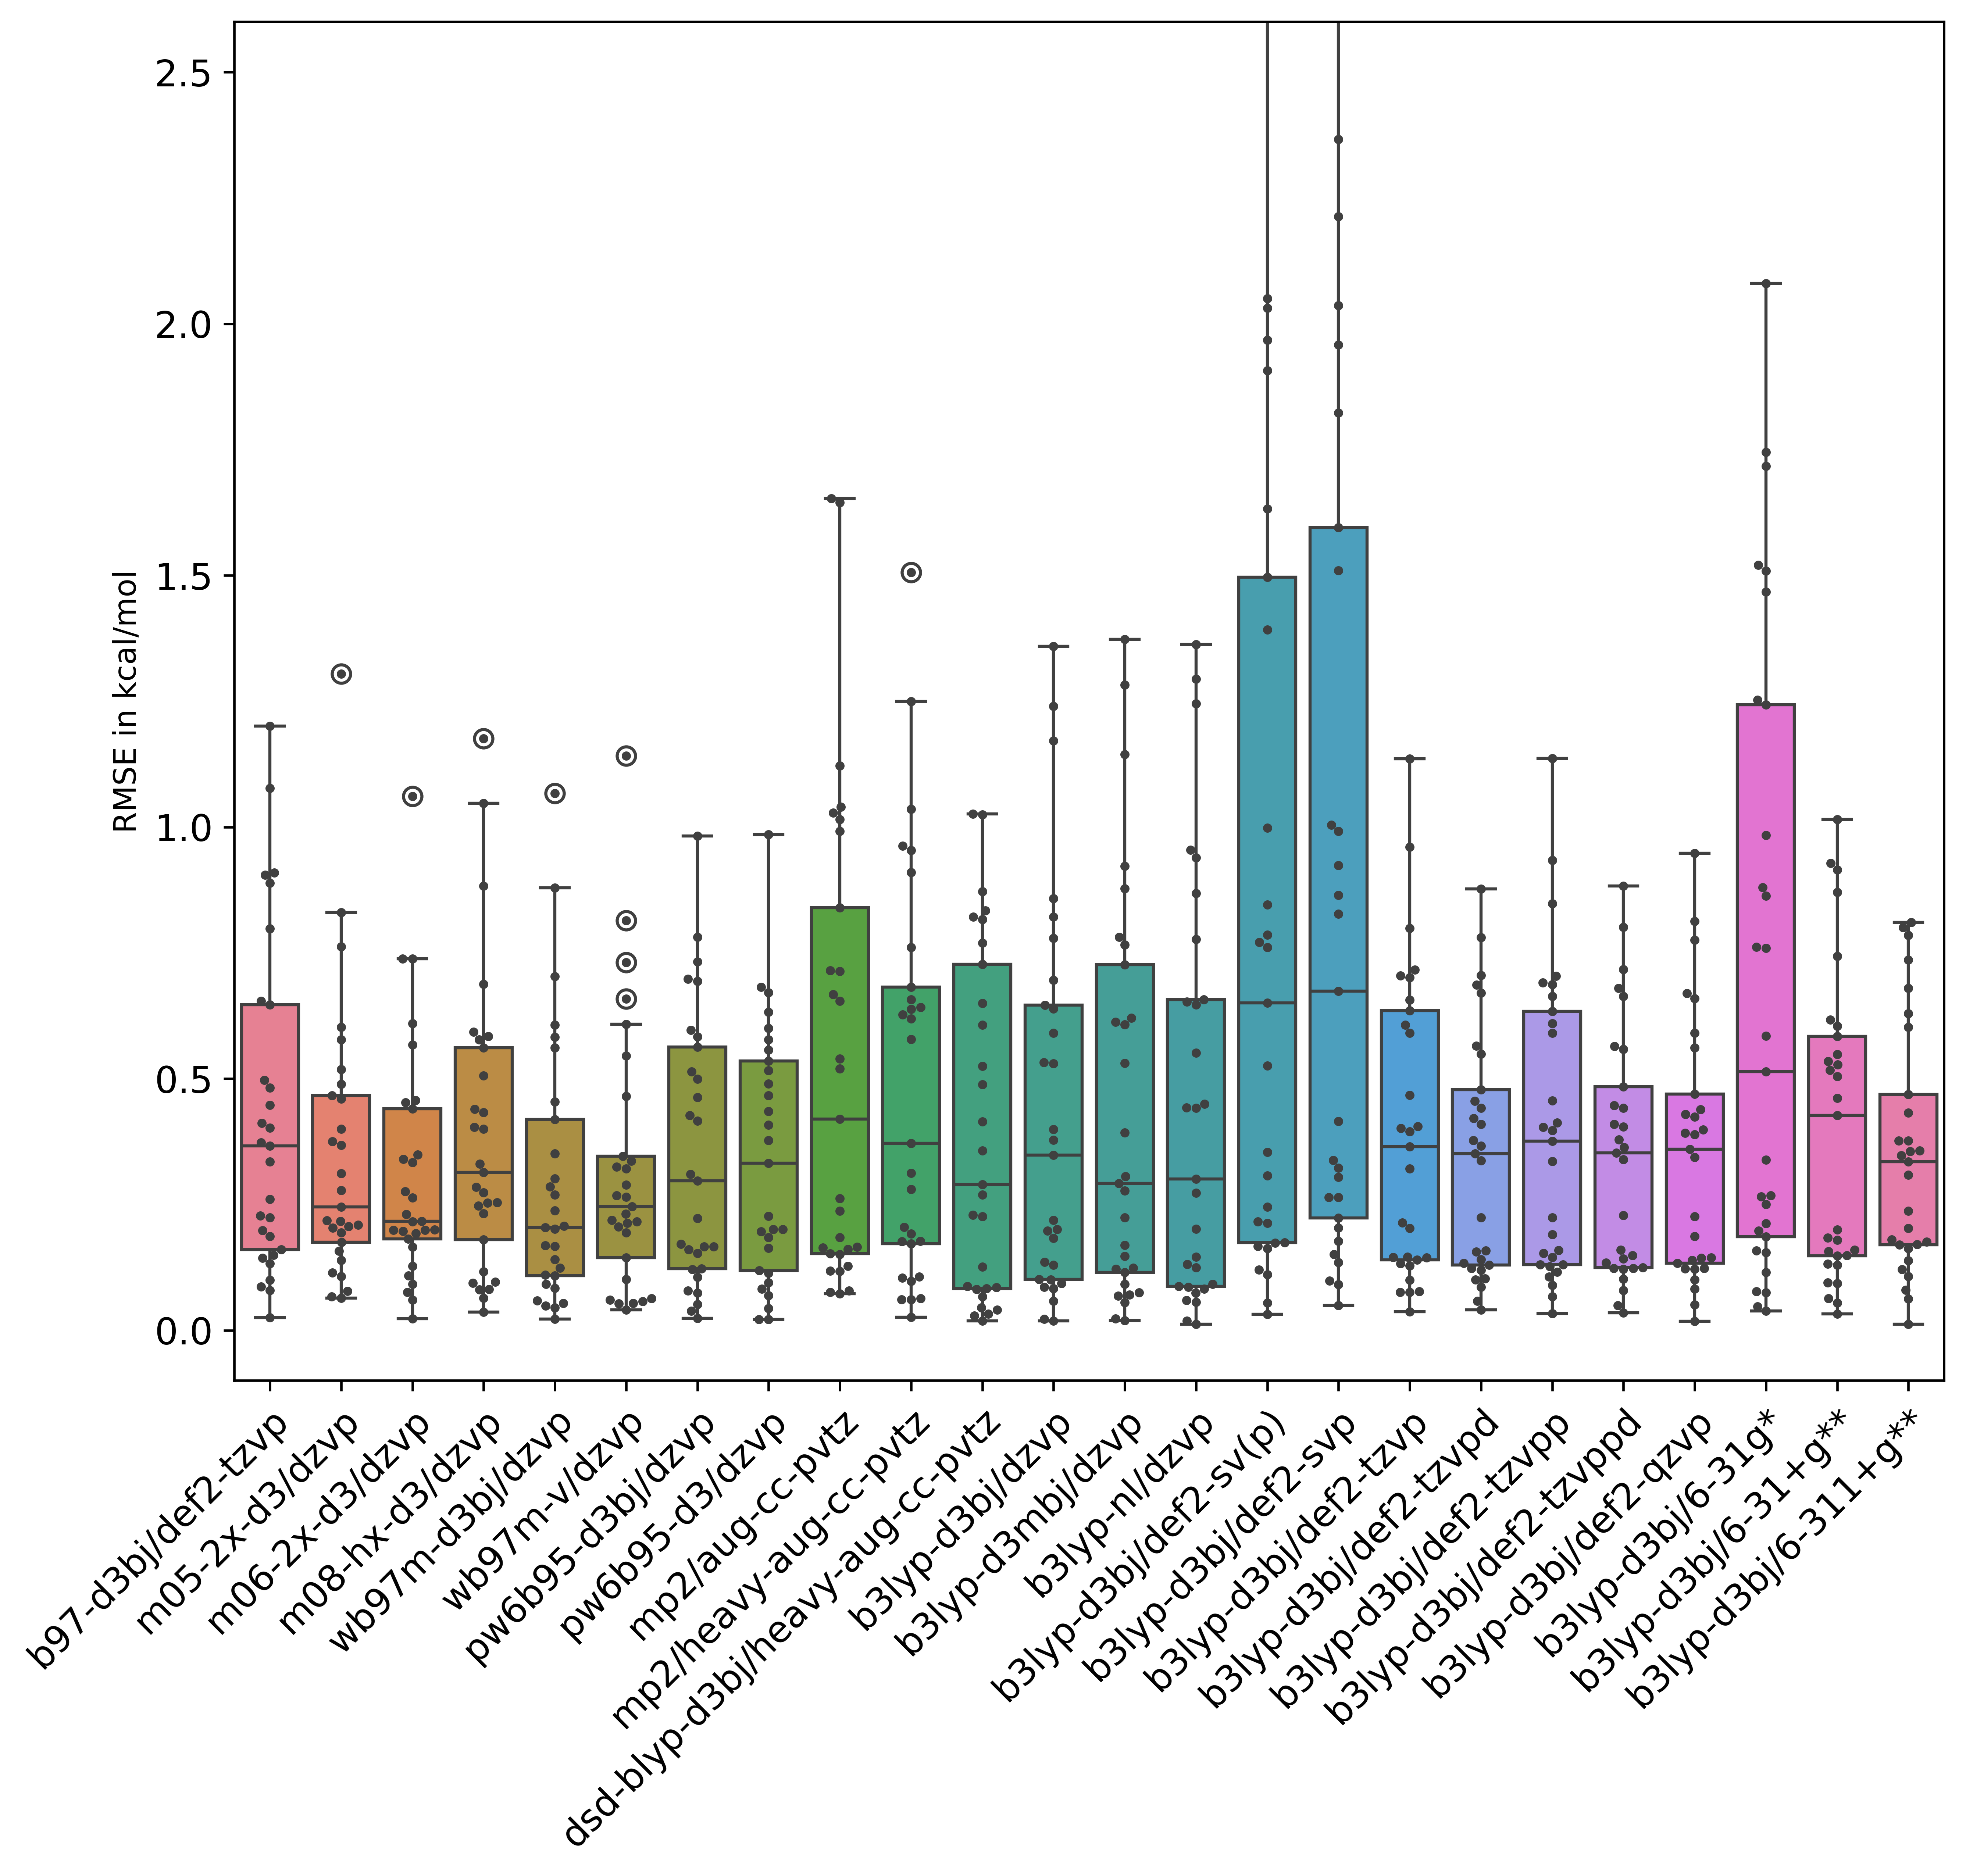 2.5
2.0
1.5
1.0
0.5
0.0
RMSE in kcal/mol
b97-d3bj/def2-tzvp
m05-2x-d3/dzvp
m06-2x-d3/dzvp
m08-hx-d3/dzvp
wb97m-d3bj/dzvp
wb97m-v/dzvp
pw6b95-d3bj/dzvp
pw6b95-d3/dzvp
mp2/aug-cc-pvtz
mp2/heavy-aug-cc-pvtz
dsd-blyp-d3bj/heavy-aug-cc-pvtz
b3lyp-d3bj/dzvp
b3lyp-d3mbj/dzvp
b3lyp-nl/dzvp
b3lyp-d3bj/def2-sv(p)
b3lyp-d3bj/def2-svp
b3lyp-d3bj/def2-tzvp
b3lyp-d3bj/def2-tzvpd
b3lyp-d3bj/def2-tzvpp
b3lyp-d3bj/def2-tzvppd
b3lyp-d3bj/def2-qzvp
b3lyp-d3bj/6-31g*
b3lyp-d3bj/6-31+g**
b3lyp-d3bj/6-311+g**